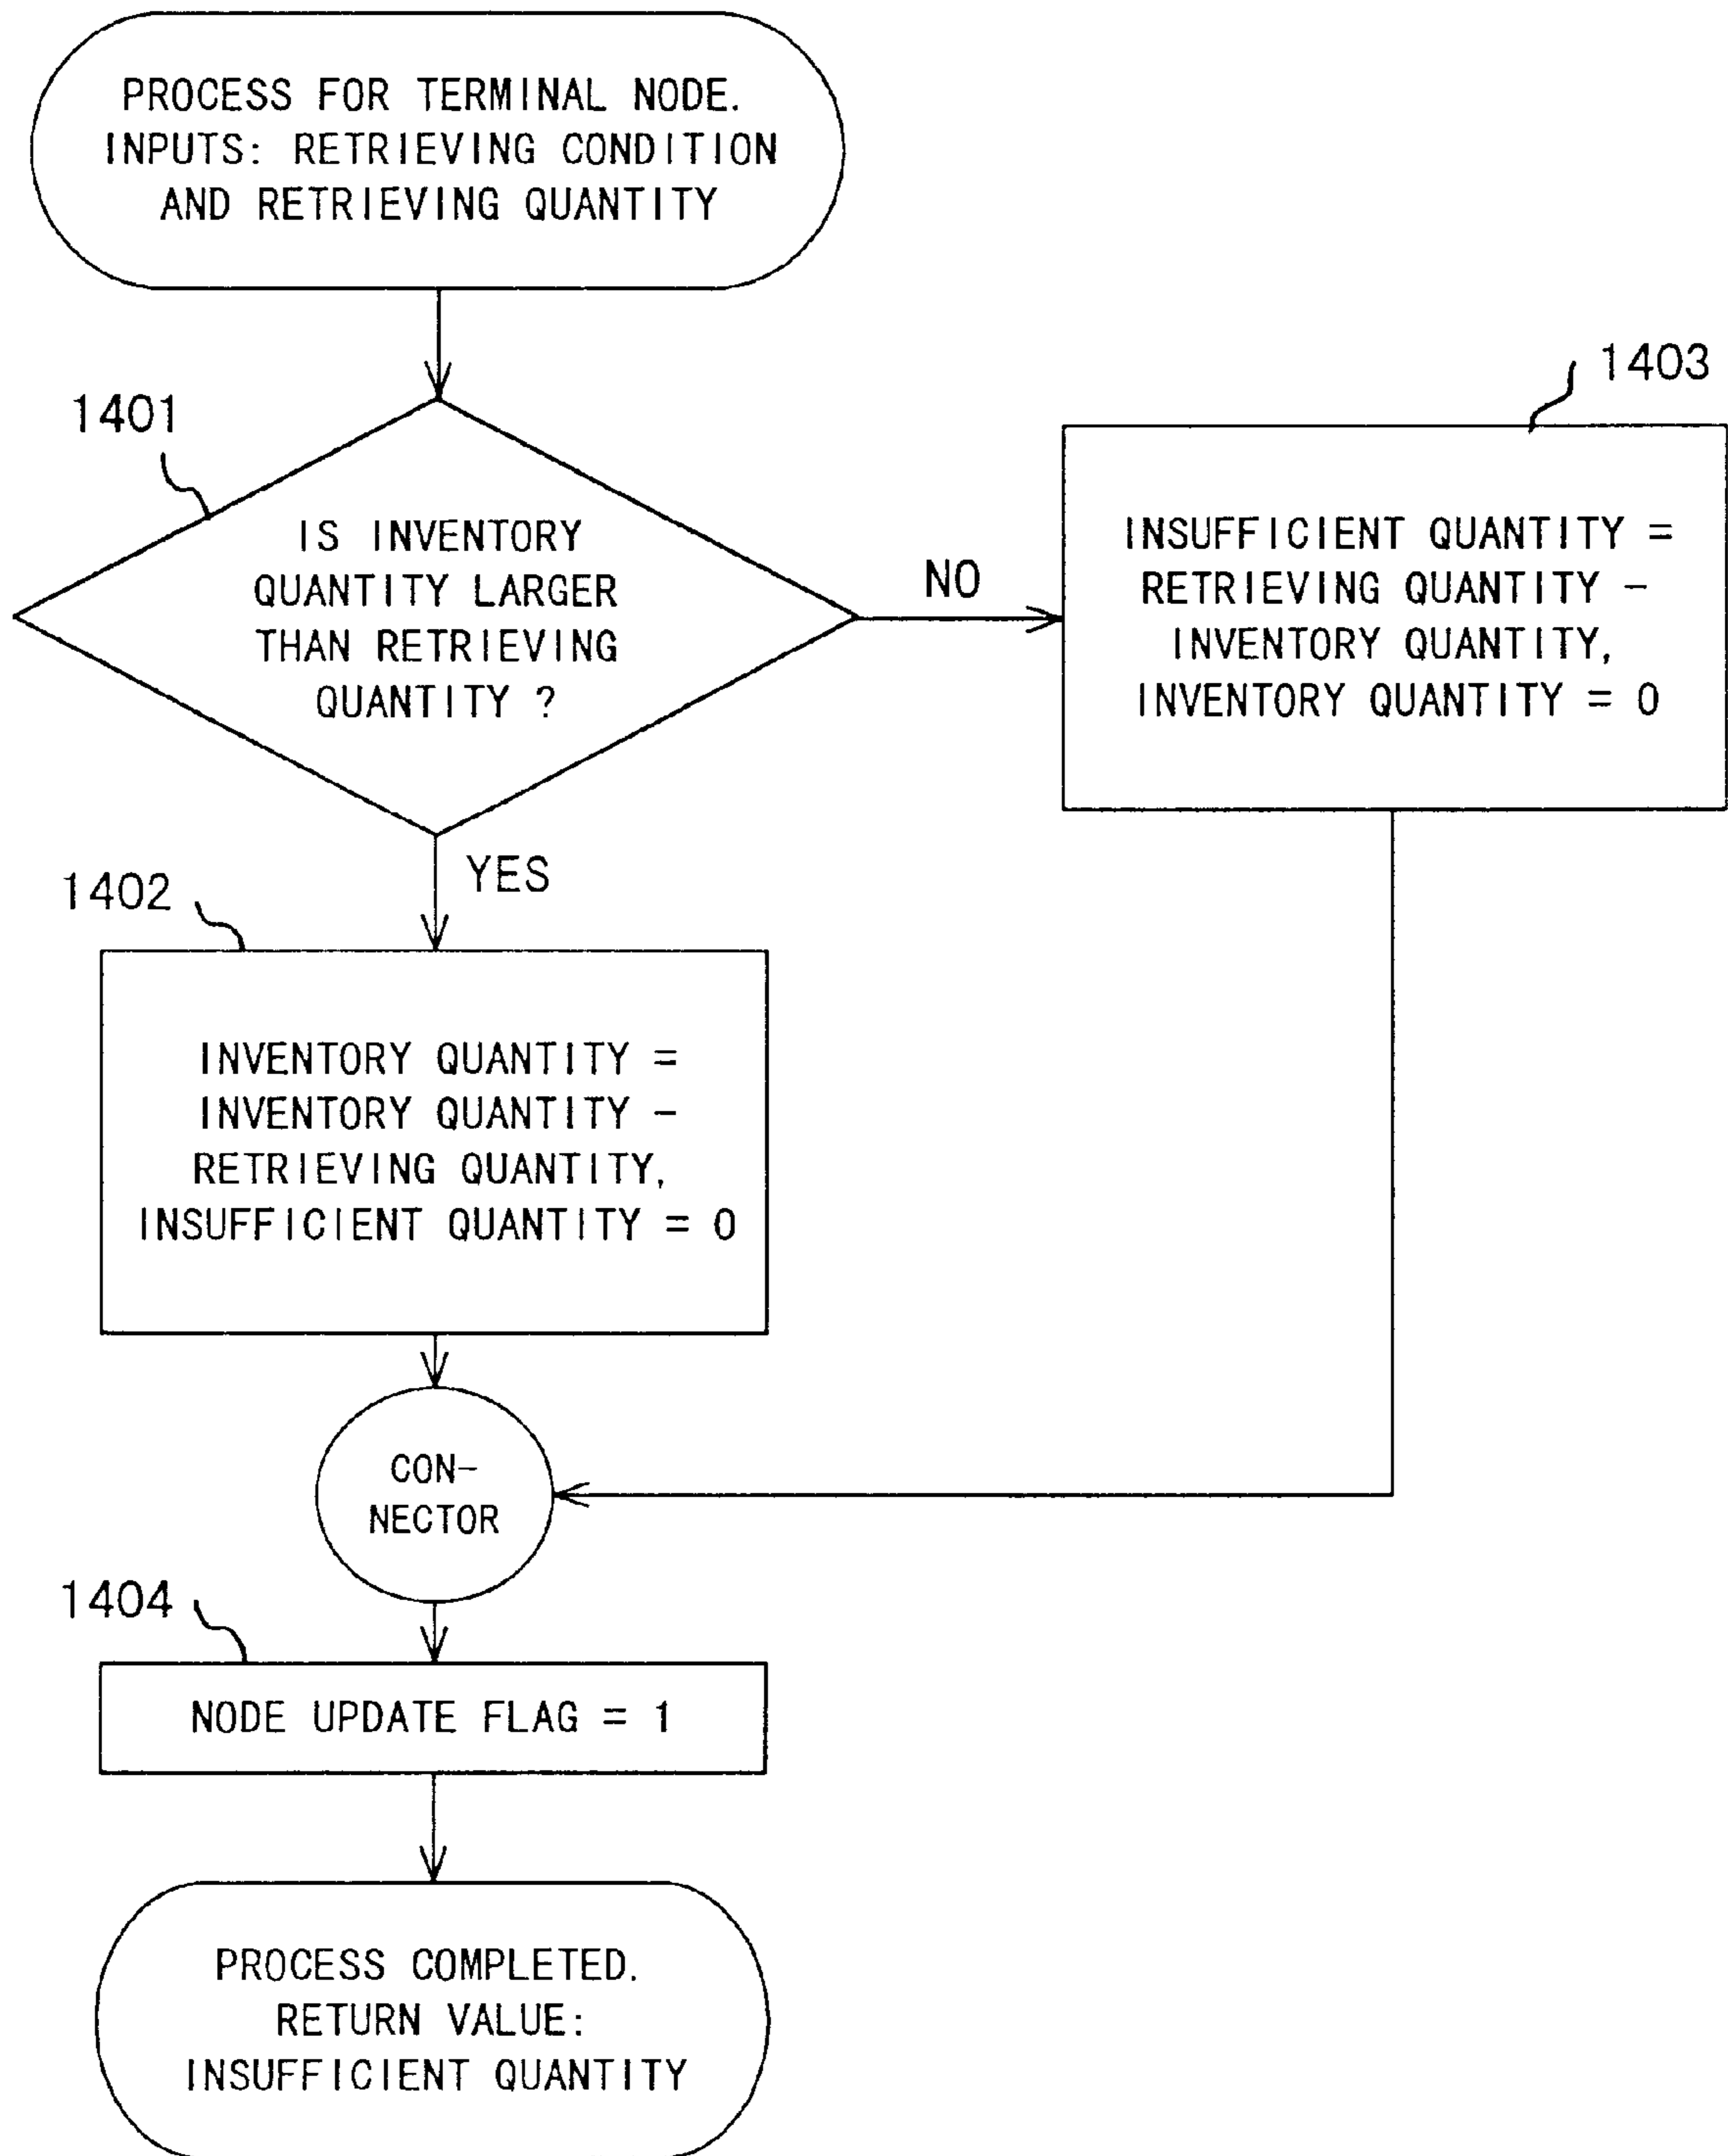 PROCESS FOR TERMINAL NODE.
INPUTS: RETRIEVING CONDITION
AND RETRIEVING QUANTITY
1401
IS INVENTORY
QUANTITY LARGER
THAN RETRIEVING
QUANTITY ?
NO
1403
INSUFFICIENT QUANTITY =
RETRIEVING QUANTITY -
INVENTORY QUANTITY,
INVENTORY QUANTITY = 0
YES
1402
INVENTORY QUANTITY =
INVENTORY QUANTITY -
RETRIEVING QUANTITY,
INSUFFICIENT QUANTITY = 0
CON-
NECTOR
1404
NODE UPDATE FLAG = 1
PROCESS COMPLETED.
RETURN VALUE:
INSUFFICIENT QUANTITY